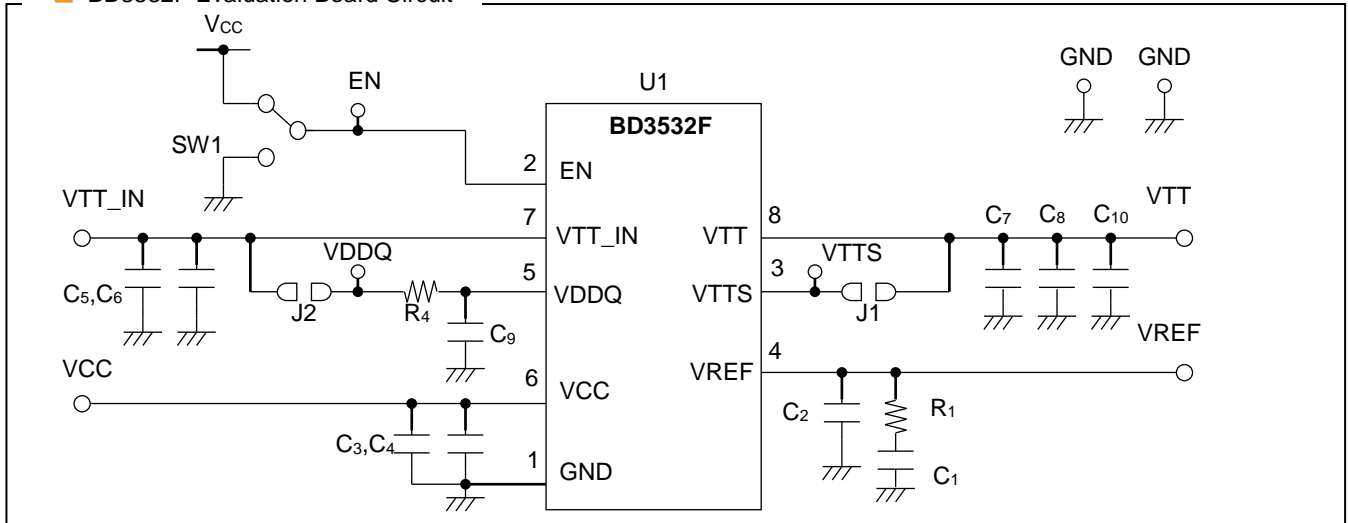 VCC
GND GND
EN
U1
BD3532F
SW1
2
EN
VTT_IN
7
VTT_IN
VTT
8
C7
C8
C10
VTT
VDDQ
5
VDDQ
J2
R4
C5,C6
C9
3
VTTS
VTTS
J1
VCC
6
VCC
VREF
4
VREF
C3,C4
1
GND
C2
R1
C1